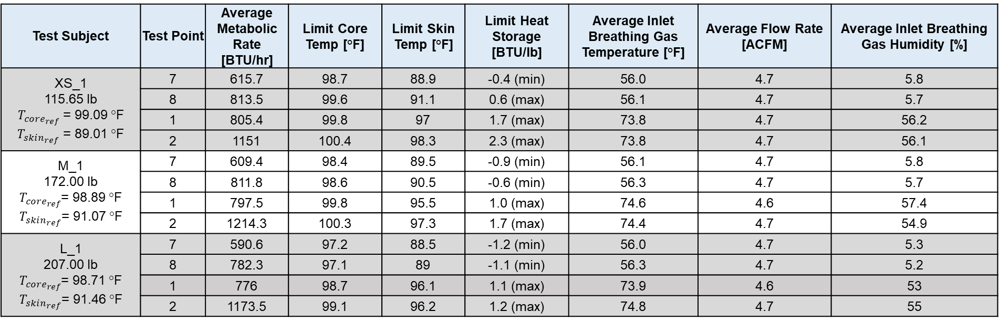 Test Subject Test Point Average Metabolic Rate [BTU/hr] Limit Core Temp [°F] Limit Skin Temp [°F] Limit Heat Storage [BTU/lb] Average Inlet Breathing Gas Temperature [°F] Average Flow Rate [ACFM] Average Inlet Breathing Gas Humidity [%]
XS_1
115.65 lb
T_core_ref = 99.09 °F
T_skin_ref = 89.01 °F
7 615.7 98.7 88.9 -0.4 (min) 56.0 4.7 5.8
8 813.5 99.6 91.1 0.6 (max) 56.1 4.7 5.7
1 805.4 99.8 97 1.7 (max) 73.8 4.7 56.2
2 1151 100.4 98.3 2.3 (max) 73.8 4.7 56.1
M_1
172.00 lb
T_core_ref = 98.89 °F
T_skin_ref = 91.07 °F
7 609.4 98.4 89.5 -0.9 (min) 56.1 4.7 5.8
8 811.8 98.6 90.5 -0.6 (min) 56.3 4.7 5.7
1 797.5 99.8 95.5 1.0 (max) 74.6 4.6 57.4
2 1214.3 100.3 97.3 1.7 (max) 74.4 4.7 54.9
L_1
207.00 lb
T_core_ref = 98.71 °F
T_skin_ref = 91.46 °F
7 590.6 97.2 88.5 -1.2 (min) 56.0 4.7 5.3
8 782.3 97.1 89 -1.1 (min) 56.3 4.7 5.2
1 776 98.7 96.1 1.1 (max) 73.9 4.6 53
2 1173.5 99.1 96.2 1.2 (max) 74.8 4.7 55